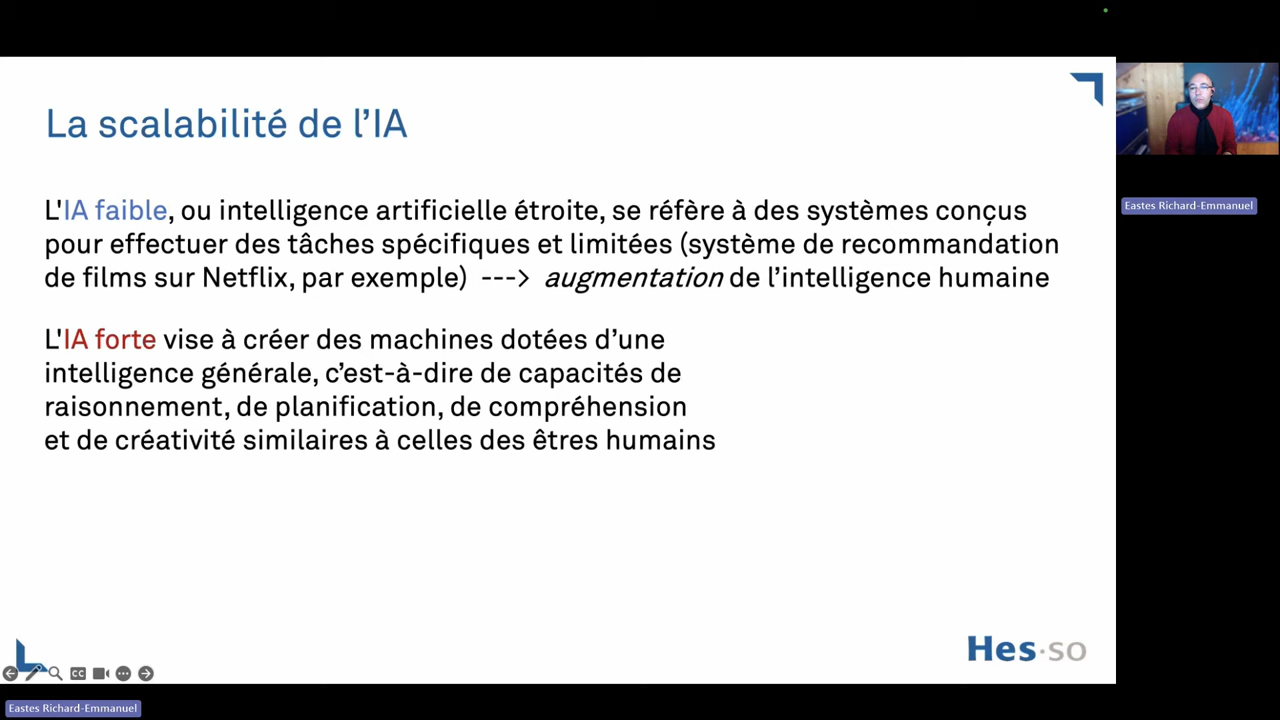 La scalabilité de l’IA
L'IA faible, ou intelligence artificielle étroite, se réfère à des systèmes conçus
pour effectuer des tâches spécifiques et limitées (système de recommandation
de films sur Netflix, par exemple) ---> augmentation de l’intelligence humaine
L'IA forte vise à créer des machines dotées d’une
intelligence générale, c’est-à-dire de capacités de
raisonnement, de planification, de compréhension
et de créativité similaires à celles des êtres humains
Hes·so
CC
Eastes Richard-Emmanuel
Eastes Richard-Emmanuel